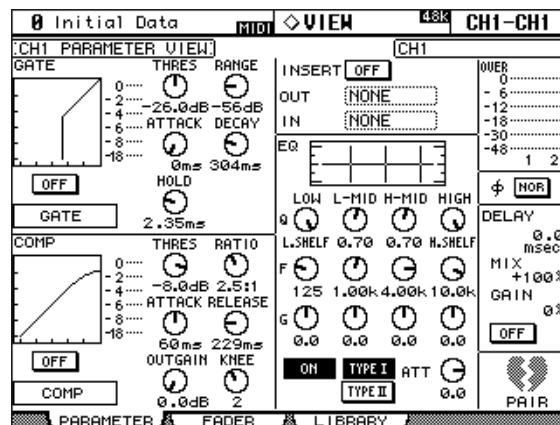 0 Initial Data MIDI ◇VIEW 48K CH1-CH1
CH1 PARAMETER VIEW
CH1
GATE
THRES RANGE
-26.0dB -56dB
ATTACK DECAY
0ms 304ms
HOLD
2.35ms
0
-2
-4
-6
-8
-18
OFF
GATE
COMP
THRES RATIO
-8.0dB 2.5:1
ATTACK RELEASE
60ms 229ms
OUTGAIN KNEE
0.0dB 2
0
-2
-4
-8
-18
OFF
COMP
INSERT OFF
OUT NONE
IN NONE
EQ
LOW L-MID H-MID HIGH
Q
L.SHELF 0.70 0.70 H.SHELF
F
125 1.00k 4.00k 10.0k
G
0.0 0.0 0.0 0.0
ON TYPE I ATT
TYPE II 0.0
OVER
0
-6
-12
-18
-30
-48
1 2
ϕ NOR
DELAY
0.0
msec
MIX
+100%
GAIN
0%
OFF
PAIR
PARAMETER FADER LIBRARY